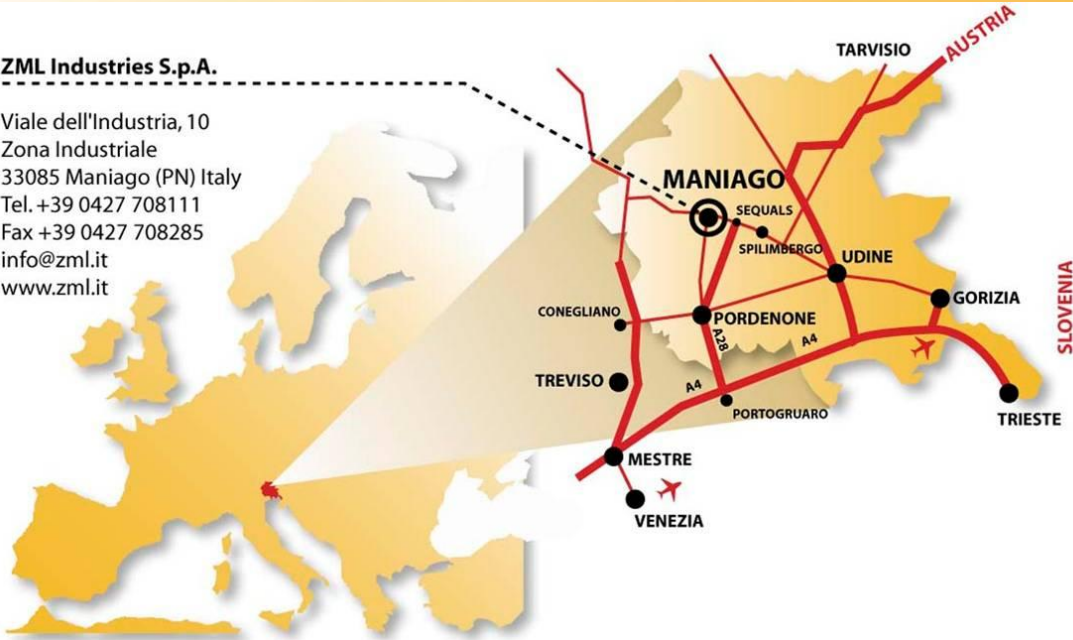 ZML Industries S.p.A.
Viale dell'Industria, 10
Zona Industriale
33085 Maniago (PN) Italy
Tel. +39 0427 708111
Fax +39 0427 708285
info@zml.it
www.zml.it
TARVISIO
AUSTRIA
MANIAGO
SEQUALS
SPILIMBERGO
UDINE
GORIZIA
SLOVENIA
CONEGLIANO
PORDENONE
A28
A4
TREVISO
A4
PORTOGRUARO
TRIESTE
MESTRE
VENEZIA